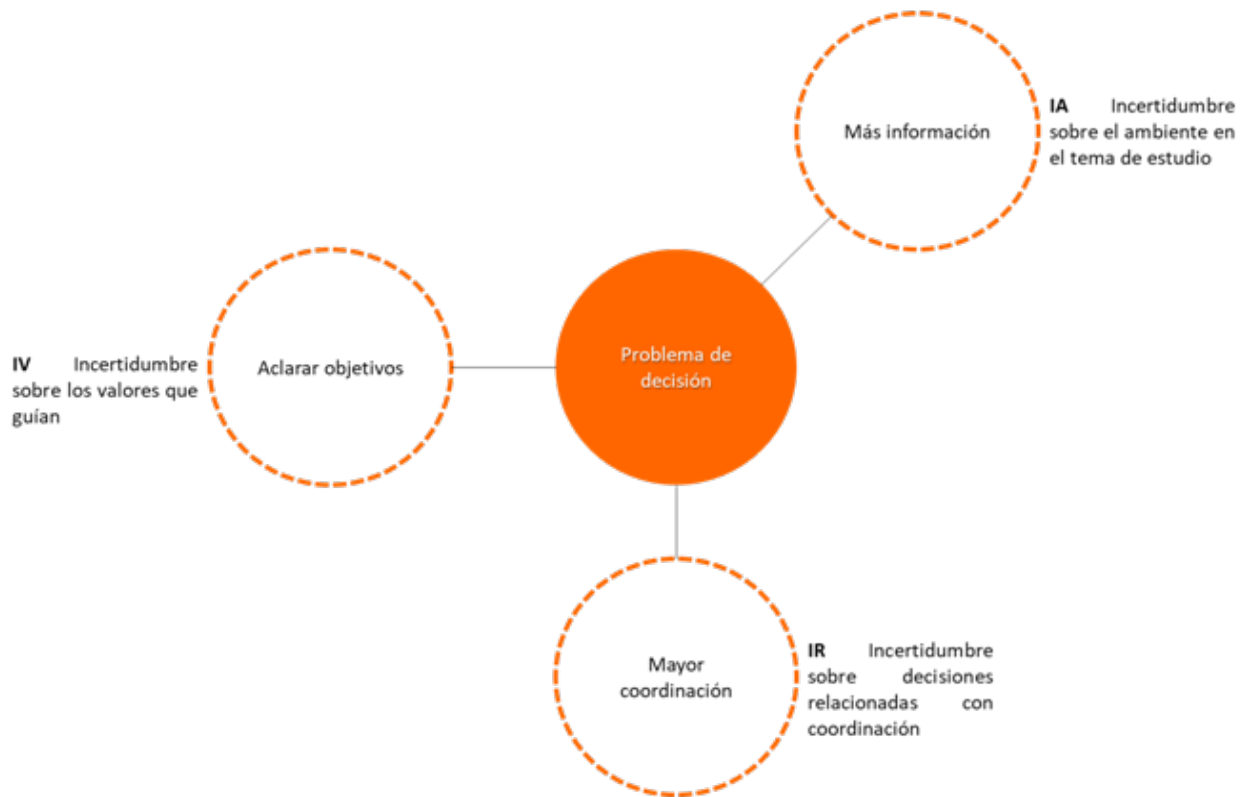 Más información
IA Incertidumbre
sobre el ambiente en
el tema de estudio
Problema de
decisión
Aclarar objetivos
IV Incertidumbre
sobre los valores que
guían
Mayor
coordinación
IR Incertidumbre
sobre decisiones
relacionadas con
coordinación